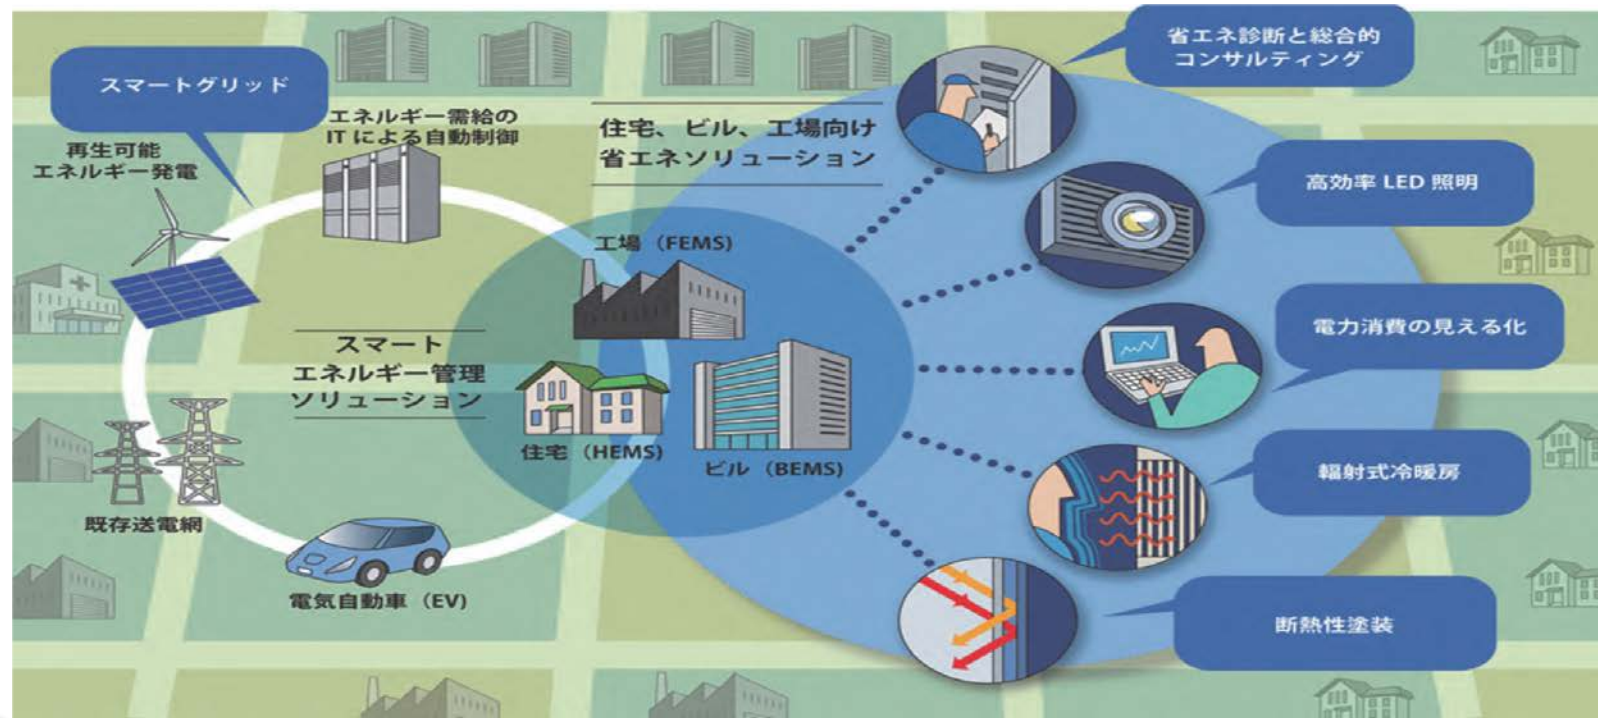 スマートグリッド
再生可能
エネルギー発電
エネルギー需給の
ITによる自動制御
住宅、ビル、工場向け
省エネソリューション
スマート
エネルギー管理
ソリューション
工場（FEMS)
住宅（HEMS)
ビル（BEMS)
既存送電網
電気自動車（EV)
省エネ診断と総合的
コンサルティング
高効率 LED 照明
電力消費の見える化
輻射式冷暖房
断熱性塗装